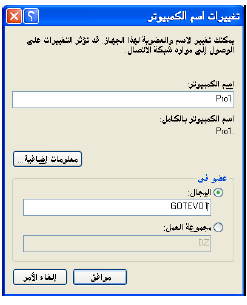 تغييرات اسم الكمبيوتر
يمكنك تغيير الاسم والعضوية لهذا الجهاز. قد تؤثر التغييرات على
الوصول إلى موارد شبكة الاتصال.
اسم الكمبيوتر:
Pro1
اسم الكمبيوتر بالكامل:
Pro1.
معلومات إضافية...
عضو في
المجال:
GOTEVOT
مجموعة العمل:
OZ
موافق
إلغاء الأمر